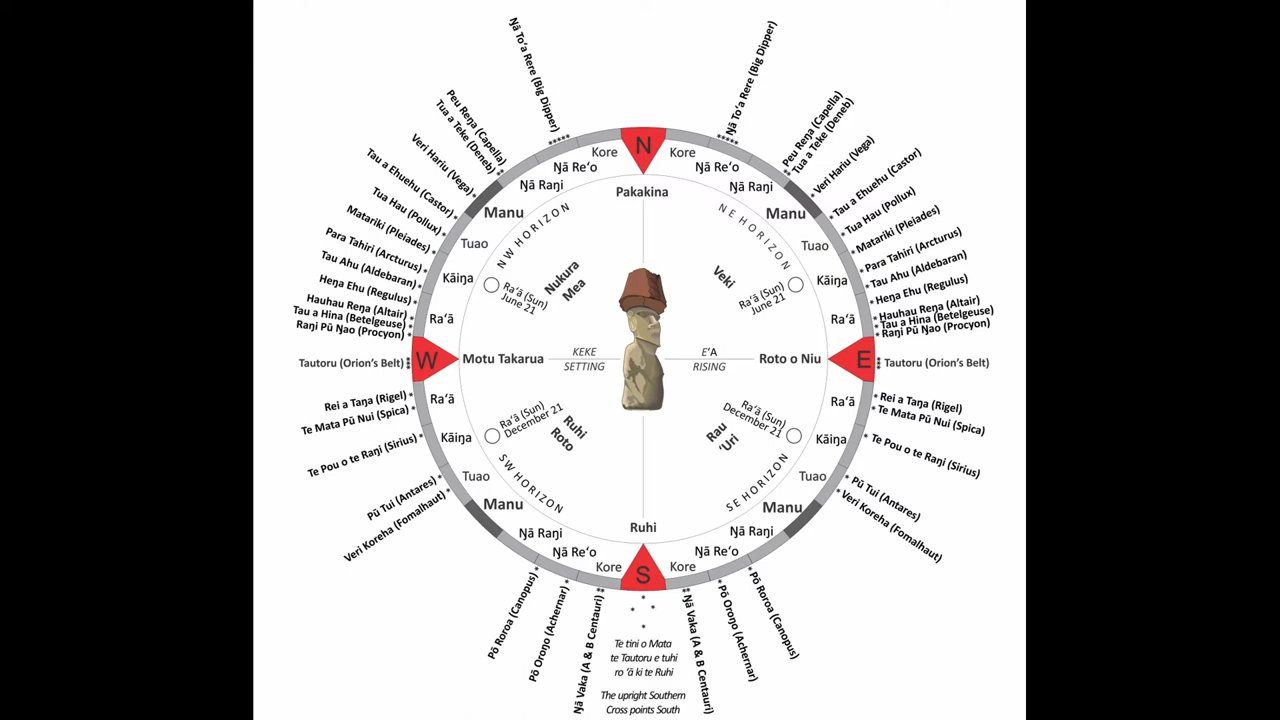 Ŋā To‘a Rere (Big Dipper)
Ŋā To‘a Rere (Big Dipper)
Peu Reŋa (Capella)
Tua a Teke (Deneb)
Veri Hariu (Vega)
Tau a Ehuehu (Castor)
Tua Hau (Pollux)
Matariki (Pleiades)
Para Tahiri (Arcturus)
Tau Ahu (Aldebaran)
Heŋa Ehu (Regulus)
Hauhau Reŋa (Altair)
Tau a Hina (Betelgeuse)
Raŋi Pū Ŋao (Procyon)
Tautoru (Orion’s Belt)
Rei a Taŋa (Rigel)
Te Mata Pū Nui (Spica)
Te Pou o te Raŋi (Sirius)
Pū Tui (Antares)
Veri Koreha (Fomalhaut)
Pō Roroa (Canopus)
Pō Oroŋo (Achernar)
Ŋā Vaka (A & B Centauri)
Peu Reŋa (Capella)
Tua a Teke (Deneb)
Veri Hariu (Vega)
Tau a Ehuehu (Castor)
Tua Hau (Pollux)
Matariki (Pleiades)
Para Tahiri (Arcturus)
Tau Ahu (Aldebaran)
Heŋa Ehu (Regulus)
Hauhau Reŋa (Altair)
Tau a Hina (Betelgeuse)
Raŋi Pū Ŋao (Procyon)
Tautoru (Orion’s Belt)
Rei a Taŋa (Rigel)
Te Mata Pū Nui (Spica)
Te Pou o te Raŋi (Sirius)
Pū Tui (Antares)
Veri Koreha (Fomalhaut)
Pō Roroa (Canopus)
Pō Oroŋo (Achernar)
Ŋā Vaka (A & B Centauri)
N
Kore
Kore
Ŋā Re‘o
Ŋā Re‘o
Ŋā Raŋi
Ŋā Raŋi
Pakakina
Manu
Manu
NW HORIZON
NE HORIZON
Tuao
Tuao
Kāiŋa
Kāiŋa
Nukura
Mea
Veki
Ra‘ā (Sun)
June 21
Ra‘ā (Sun)
June 21
Ra‘ā
Ra‘ā
W
Motu Takarua
KEKE
SETTING
E‘A
RISING
Roto o Niu
E
Ra‘ā
Ra‘ā
Ra‘ā (Sun)
December 21
Ra‘ā (Sun)
December 21
Ruhi
Roto
Rau
‘Uri
Kāiŋa
Kāiŋa
Tuao
Tuao
SW HORIZON
SE HORIZON
Manu
Manu
Ruhi
Ŋā Raŋi
Ŋā Raŋi
Ŋā Re‘o
Ŋā Re‘o
Kore
Kore
S
Te tini o Mata
te Tautoru e tuhi
ro ‘ā ki te Ruhi
The upright Southern
Cross points South